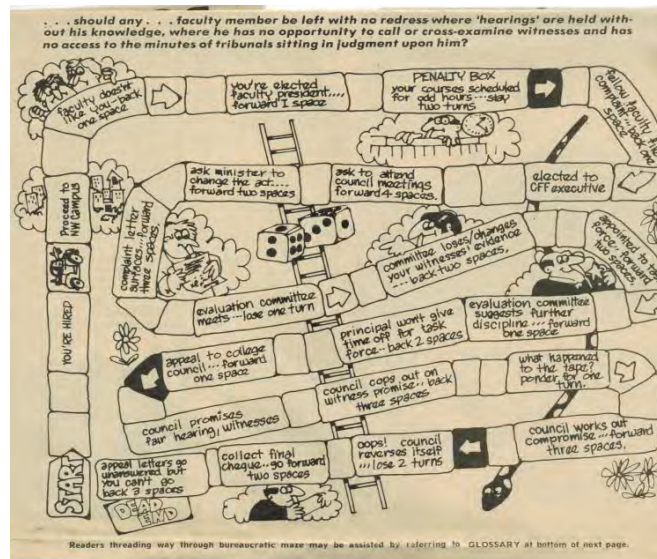 . . . should any . . . faculty member be left with no redress where 'hearings' are held with-
out his knowledge, where he has no opportunity to call or cross-examine witnesses and has
no access to the minutes of tribunals sitting in judgment upon him?
START
YOU'RE HIRED
Proceed to
NW Campus
faculty doesn't
like you--back
one space
you're elected
faculty president....
forward 1 space
PENALTY BOX
your courses scheduled
for odd hours...stay
two turns
fellow faculty
complaint...back
one space
elected to
CFF executive
ask to attend
council meetings
forward 4 spaces.
ask minister to
change the act....
forward two spaces
complaint letter
surfaces...forward
three spaces.
evaluation committee
meets...lose one turn
committee loses/changes
your witnesses' evidence
....back two spaces.
appointed to
force..forward
two spaces.
evaluation committee
suggests further
discipline...forward
one space
principal won't give
time off for task
force..back 2 spaces
appeal to college
council...forward
one space
council promises
fair hearing, witnesses
council cops out on
witness promise..back
three spaces
what happened
to the tape?
ponder for one
turn.
council works out
compromise...forward
three spaces.
oops! council
reverses itself
...lose 2 turns
collect final
cheque..go forward
two spaces
appeal letters go
unanswered but
you can't go
back 3 spaces
DEAD
END
Readers threading way through bureaucratic maze may be assisted by referring to GLOSSARY at bottom of next page.